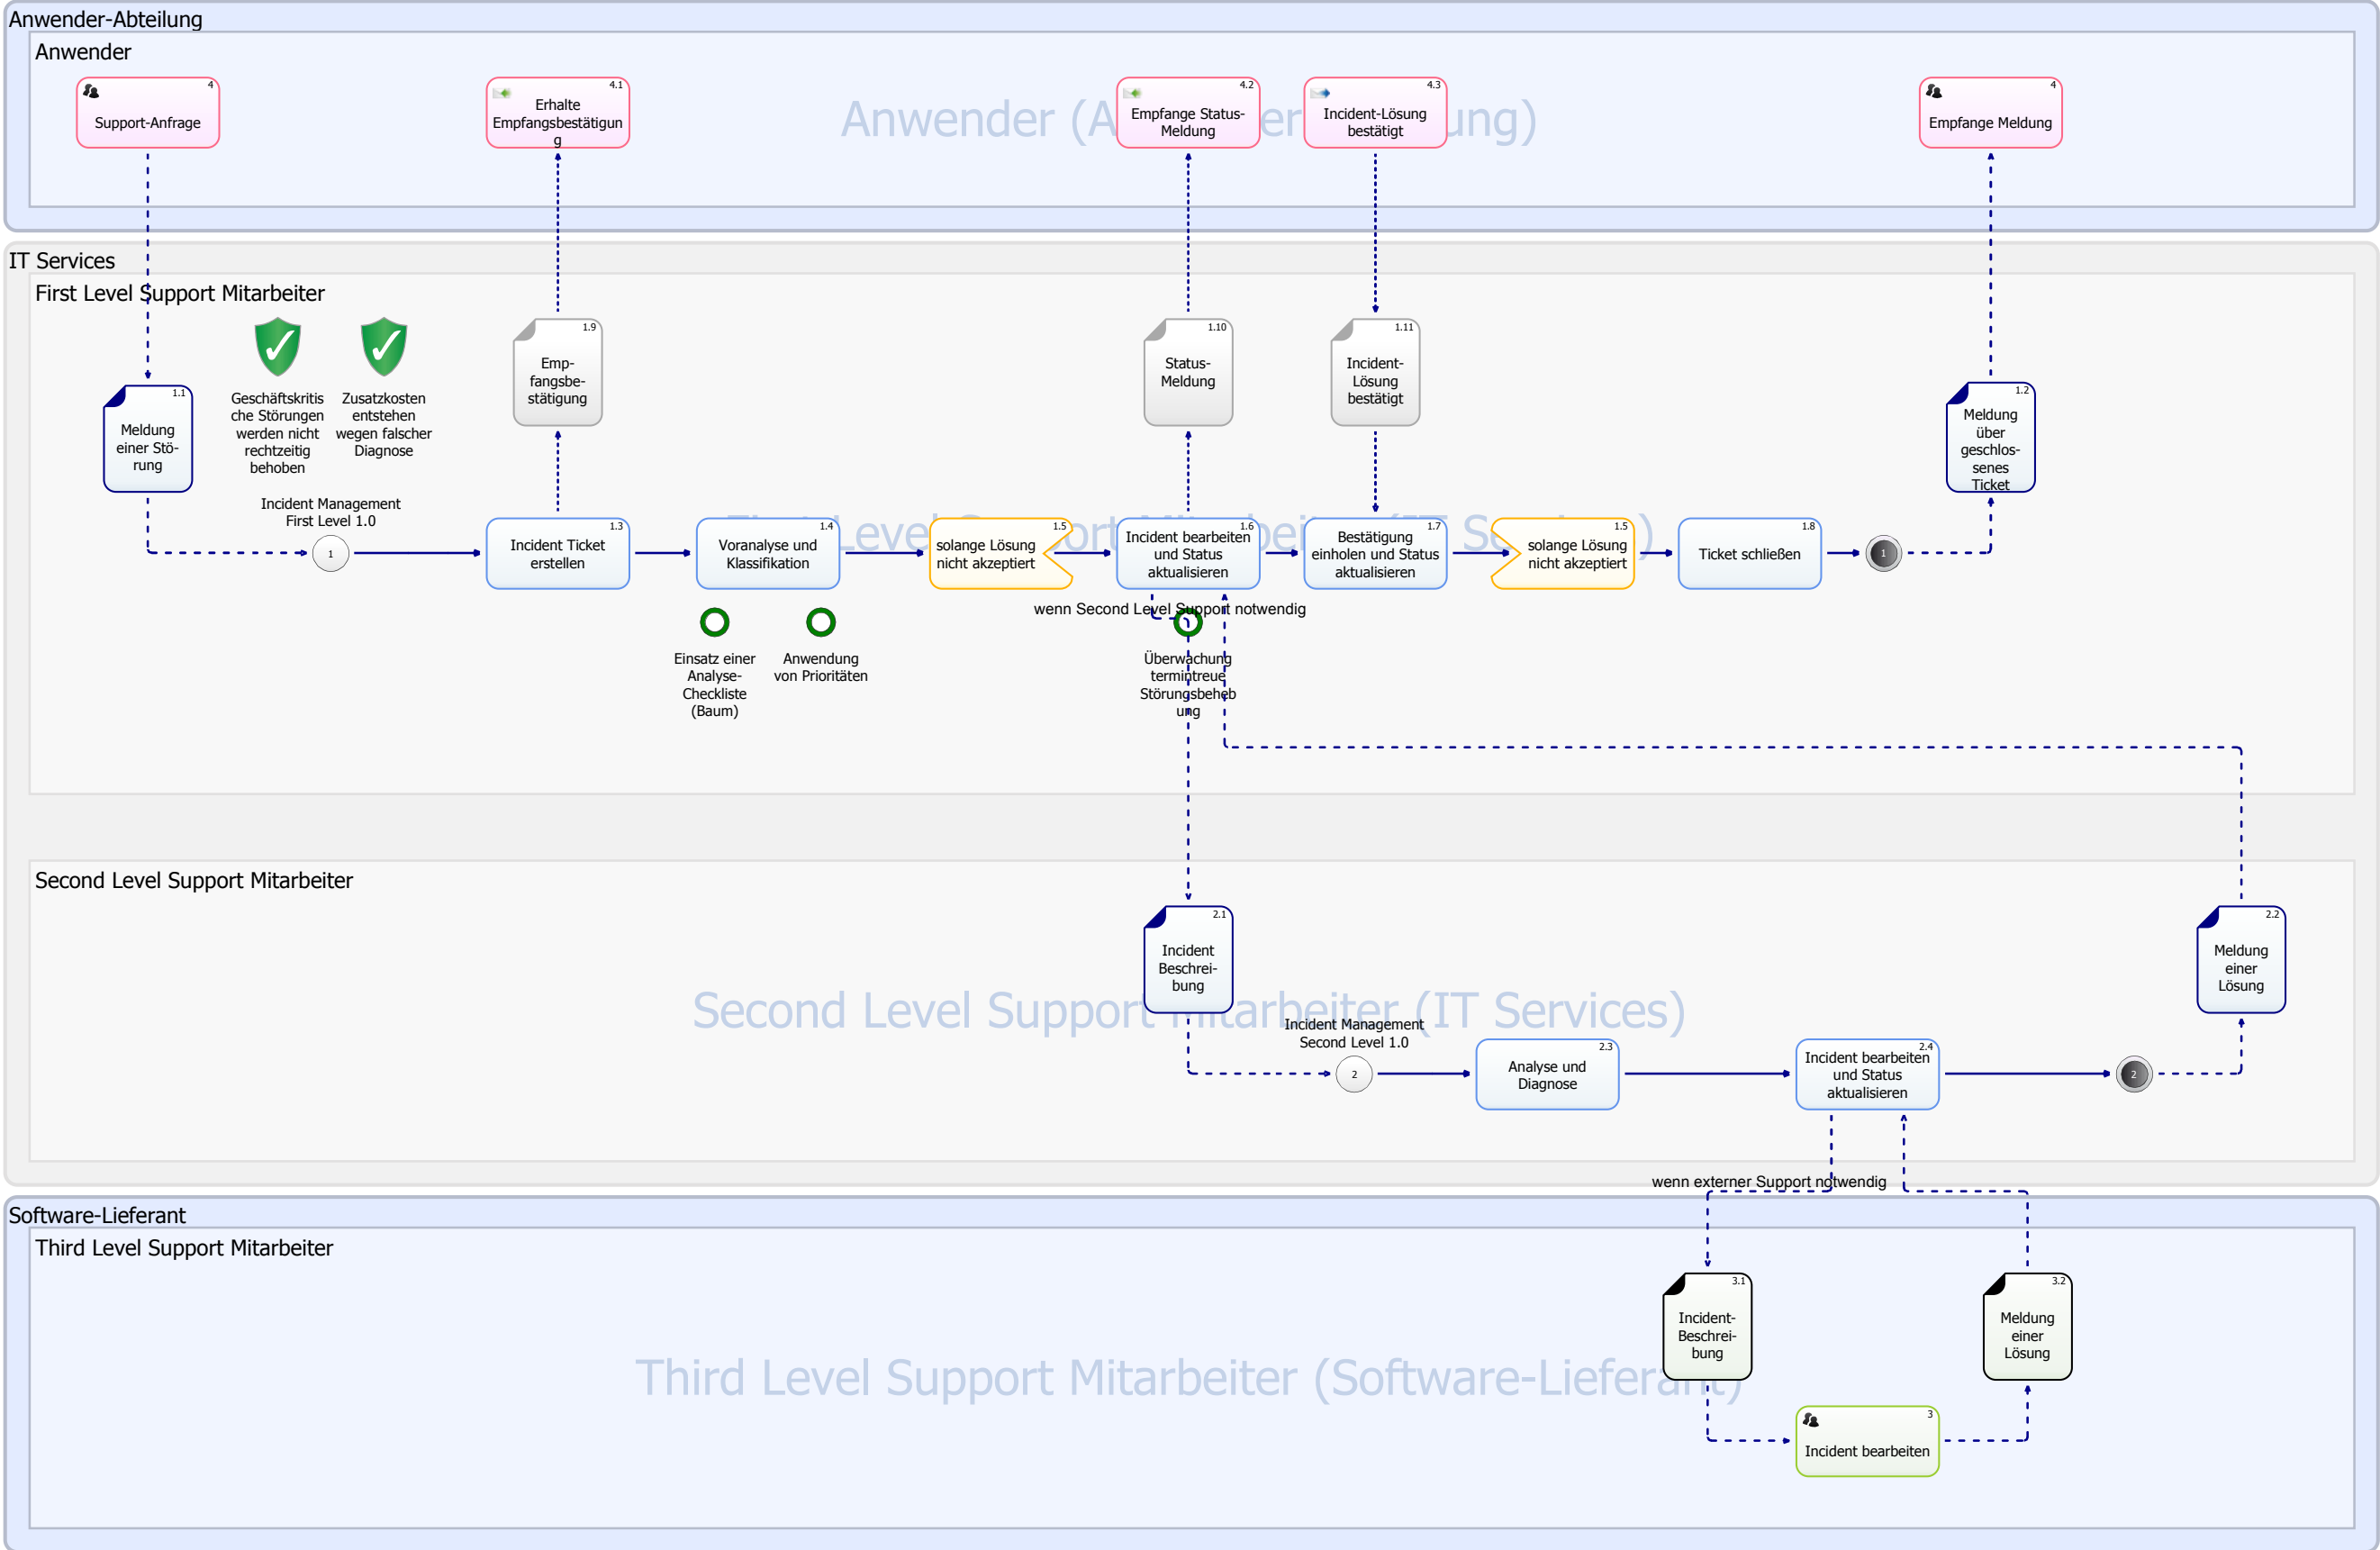 Anwender-Abteilung
Anwender
Anwender (Anwender-Abteilung)
4
Support-Anfrage
4.1
Erhalte
Empfangsbestätigun
g
4.2
Empfange Status-
Meldung
4.3
Incident-Lösung
bestätigt
4
Empfange Meldung
IT Services
First Level Support Mitarbeiter
First Level Support Mitarbeiter (IT Services)
1.1
Meldung
einer Stö-
rung
Geschäftskritis
che Störungen
werden nicht
rechtzeitig
behoben
Zusatzkosten
entstehen
wegen falscher
Diagnose
1.9
Emp-
fangsbe-
stätigung
1.10
Status-
Meldung
1.11
Incident-
Lösung
bestätigt
1.2
Meldung
über
geschlos-
senes
Ticket
Incident Management
First Level 1.0
1
1.3
Incident Ticket
erstellen
1.4
Voranalyse und
Klassifikation
1.5
solange Lösung
nicht akzeptiert
1.6
Incident bearbeiten
und Status
aktualisieren
1.7
Bestätigung
einholen und Status
aktualisieren
1.5
solange Lösung
nicht akzeptiert
1.8
Ticket schließen
1
wenn Second Level Support notwendig
Einsatz einer
Analyse-
Checkliste
(Baum)
Anwendung
von Prioritäten
Überwachung
termintreue
Störungsbeheb
ung
Second Level Support Mitarbeiter
Second Level Support Mitarbeiter (IT Services)
2.1
Incident
Beschrei-
bung
2.2
Meldung
einer
Lösung
Incident Management
Second Level 1.0
2
2.3
Analyse und
Diagnose
2.4
Incident bearbeiten
und Status
aktualisieren
2
wenn externer Support notwendig
Software-Lieferant
Third Level Support Mitarbeiter
Third Level Support Mitarbeiter (Software-Lieferant)
3.1
Incident-
Beschrei-
bung
3.2
Meldung
einer
Lösung
3
Incident bearbeiten